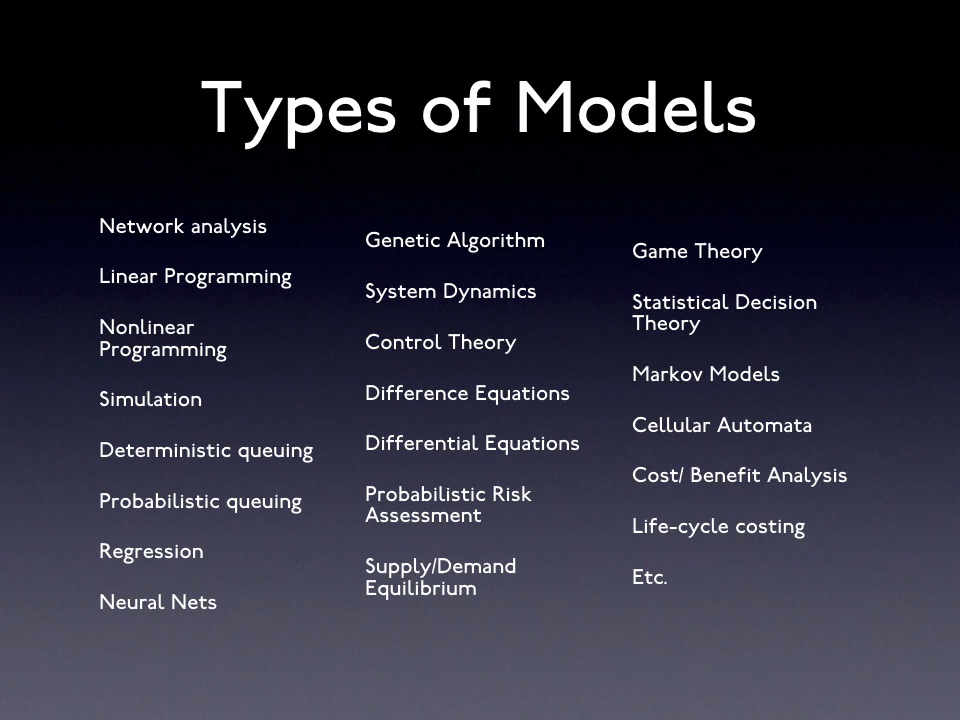 Types of Models
Network analysis
Linear Programming
Nonlinear
Programming
Simulation
Deterministic queuing
Probabilistic queuing
Regression
Neural Nets
Genetic Algorithm
System Dynamics
Control Theory
Difference Equations
Differential Equations
Probabilistic Risk
Assessment
Supply/Demand
Equilibrium
Game Theory
Statistical Decision
Theory
Markov Models
Cellular Automata
Cost/ Benefit Analysis
Life-cycle costing
Etc.